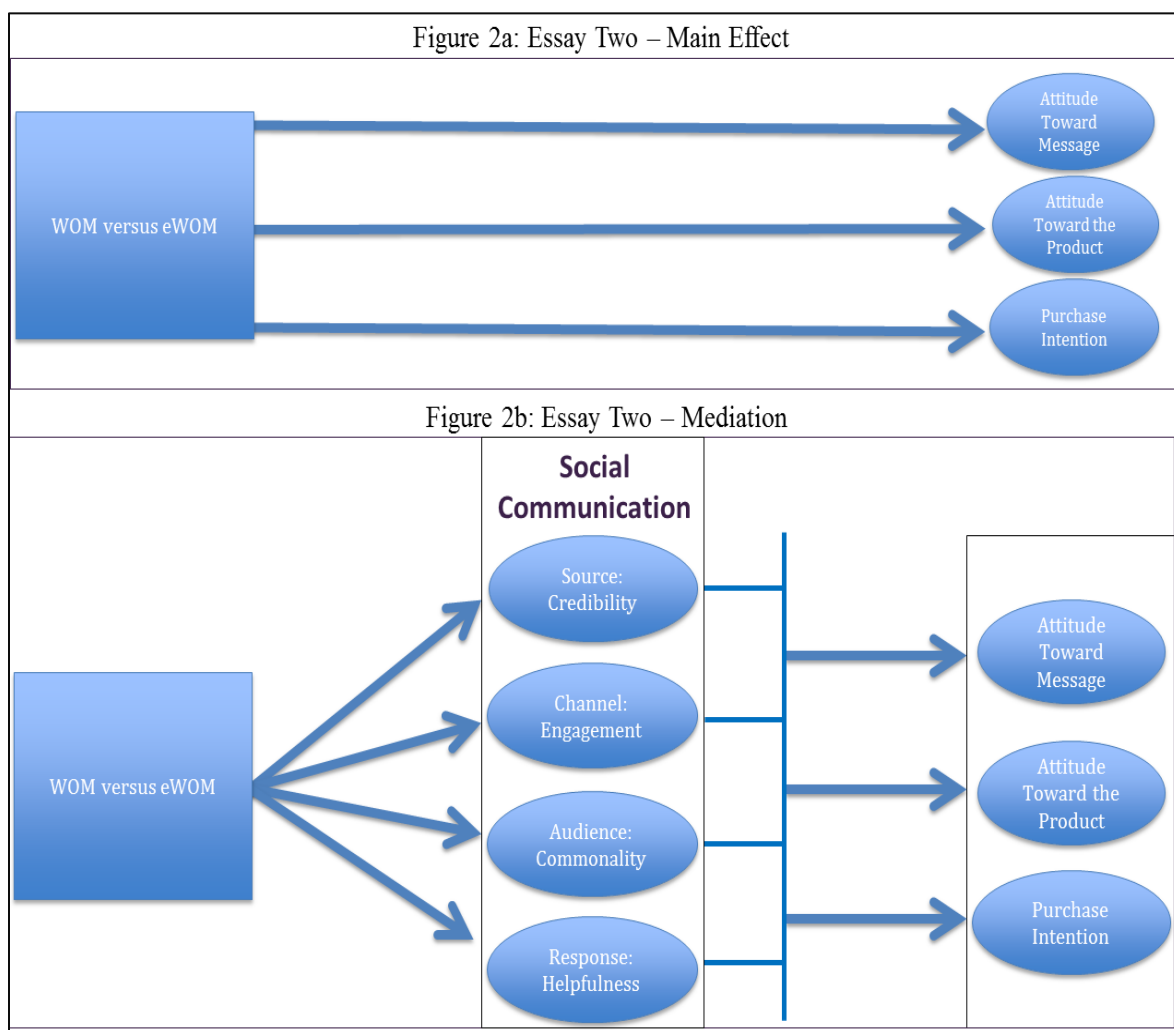 Figure 2a: Essay Two – Main Effect
WOM versus eWOM
Attitude
Toward
Message
Attitude
Toward the
Product
Purchase
Intention
Figure 2b: Essay Two – Mediation
WOM versus eWOM
Social
Communication
Source:
Credibility
Channel:
Engagement
Audience:
Commonality
Response:
Helpfulness
Attitude
Toward
Message
Attitude
Toward the
Product
Purchase
Intention